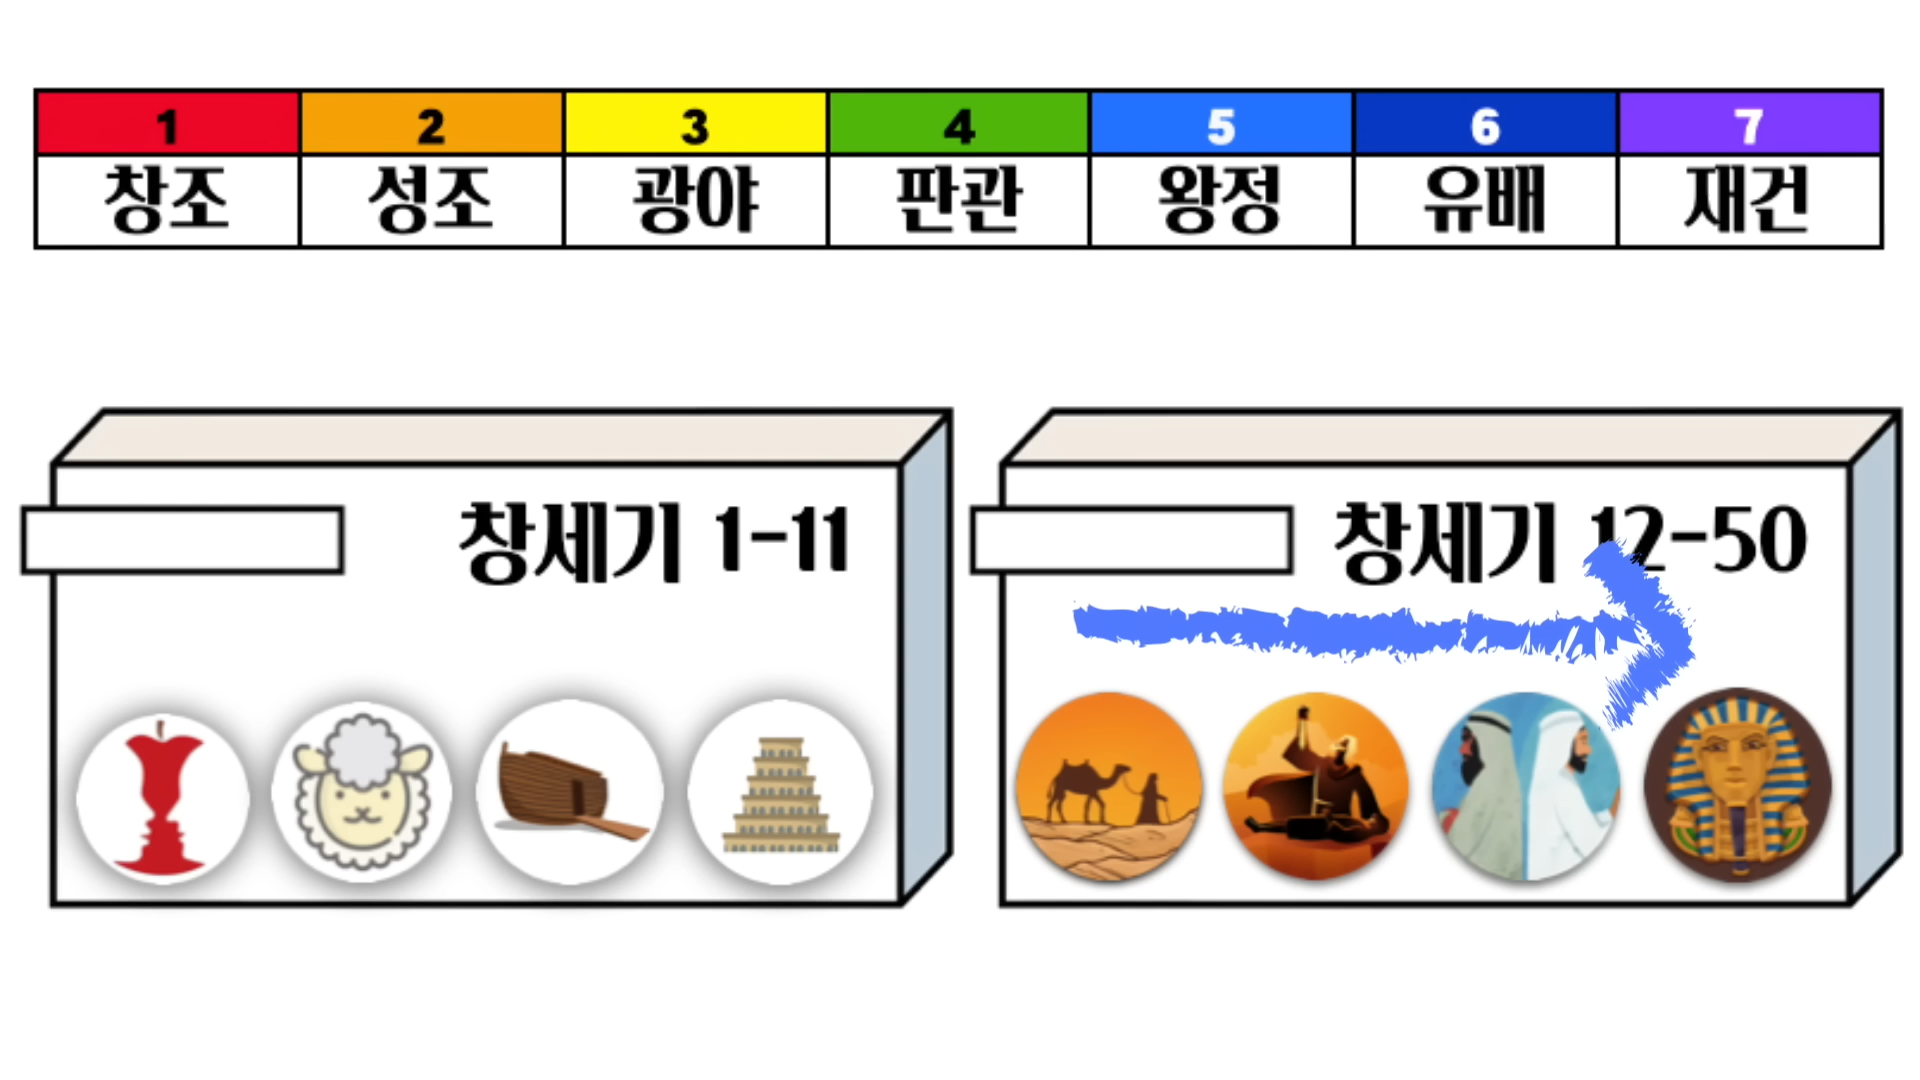 1 2 3 4 5 6 7
창조 성조 광야 판관 왕정 유배 재건
창세기 1-11
창세기 12-50